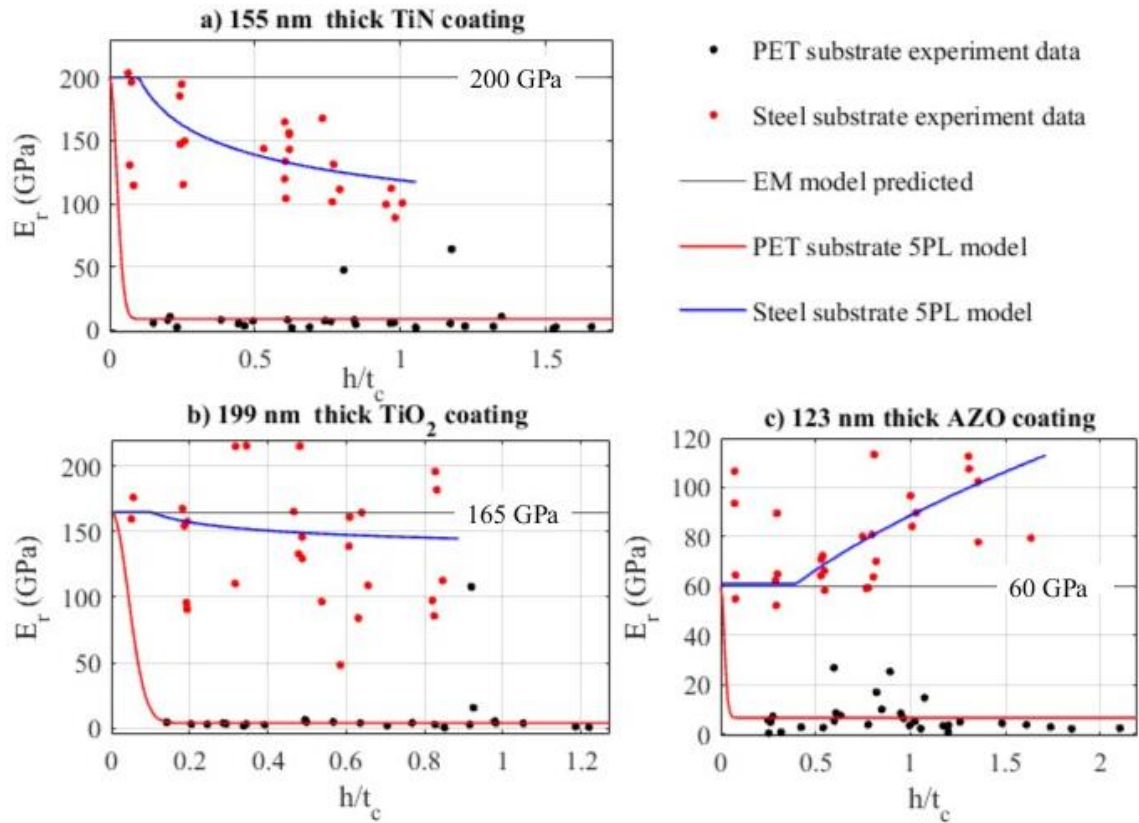 a) 155 nm thick TiN coating
200
150
100
50
0
E_r (GPa)
200 GPa
0
0.5
1
1.5
h/t_c
PET substrate experiment data
Steel substrate experiment data
EM model predicted
PET substrate 5PL model
Steel substrate 5PL model
b) 199 nm thick TiO_2 coating
200
150
100
50
0
E_r (GPa)
165 GPa
0
0.2
0.4
0.6
0.8
1
1.2
h/t_c
c) 123 nm thick AZO coating
120
100
80
60
40
20
0
E_r (GPa)
60 GPa
0
0.5
1
1.5
2
h/t_c